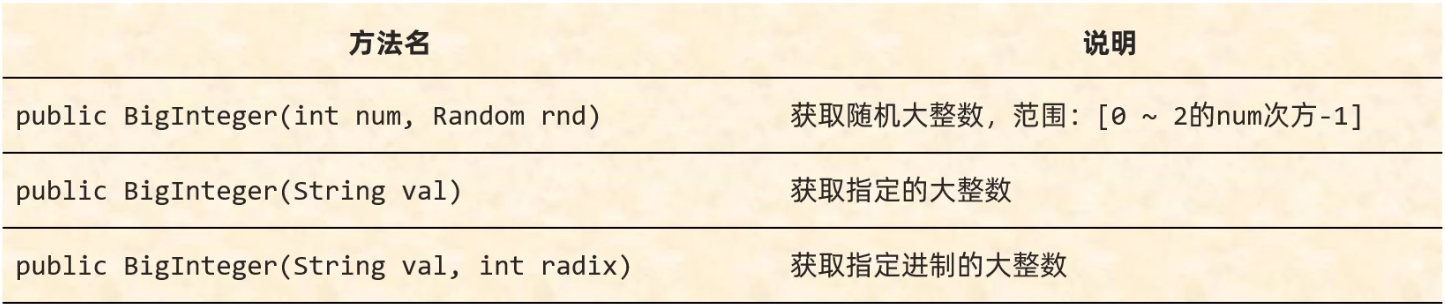 方法名 说明
public BigInteger(int num, Random rnd) 获取随机大整数，范围：[0 ~ 2的num次方-1]
public BigInteger(String val) 获取指定的大整数
public BigInteger(String val, int radix) 获取指定进制的大整数